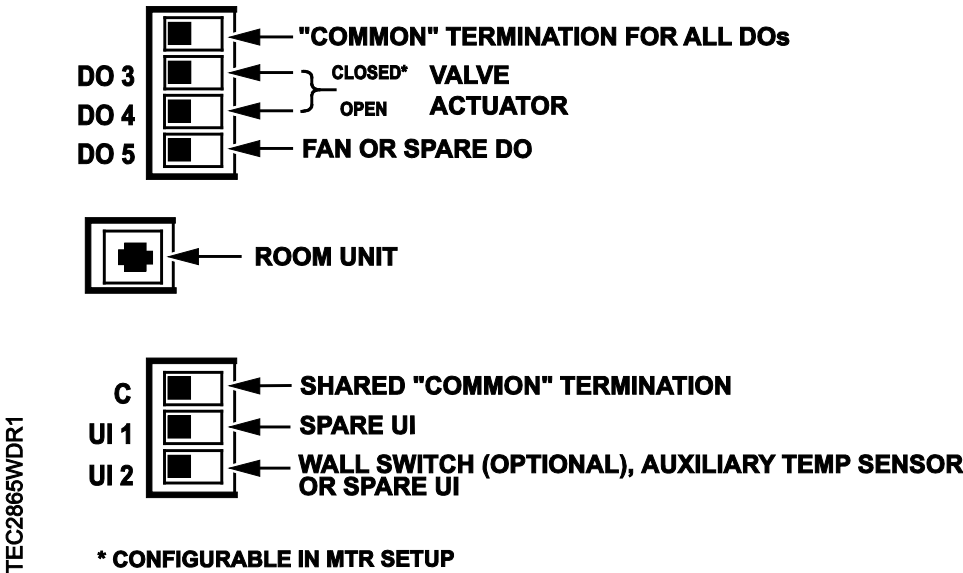 "COMMON" TERMINATION FOR ALL DOs
DO 3 CLOSED* VALVE
DO 4 OPEN ACTUATOR
DO 5 FAN OR SPARE DO
ROOM UNIT
C SHARED "COMMON" TERMINATION
UI 1 SPARE UI
UI 2 WALL SWITCH (OPTIONAL), AUXILIARY TEMP SENSOR
OR SPARE UI
TEC2865WDR1
* CONFIGURABLE IN MTR SETUP